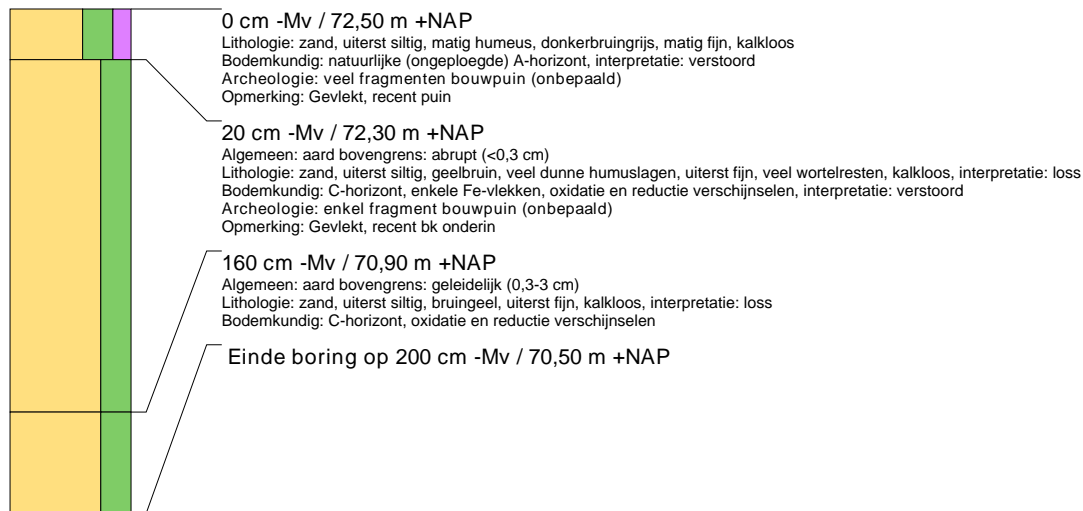 0 cm -Mv / 72,50 m +NAP
Lithologie: zand, uiterst siltig, matig humeus, donkerbruingrijs, matig fijn, kalkloos
Bodemkundig: natuurlijke (ongeploegde) A-horizont, interpretatie: verstoord
Archeologie: veel fragmenten bouwpuin (onbepaald)
Opmerking: Gevlekt, recent puin
20 cm -Mv / 72,30 m +NAP
Algemeen: aard bovengrens: abrupt (<0,3 cm)
Lithologie: zand, uiterst siltig, geelbruin, veel dunne humuslagen, uiterst fijn, veel wortelresten, kalkloos, interpretatie: loss
Bodemkundig: C-horizont, enkele Fe-vlekken, oxidatie en reductie verschijnselen, interpretatie: verstoord
Archeologie: enkel fragment bouwpuin (onbepaald)
Opmerking: Gevlekt, recent bk onderin
160 cm -Mv / 70,90 m +NAP
Algemeen: aard bovengrens: geleidelijk (0,3-3 cm)
Lithologie: zand, uiterst siltig, bruingeel, uiterst fijn, kalkloos, interpretatie: loss
Bodemkundig: C-horizont, oxidatie en reductie verschijnselen
Einde boring op 200 cm -Mv / 70,50 m +NAP